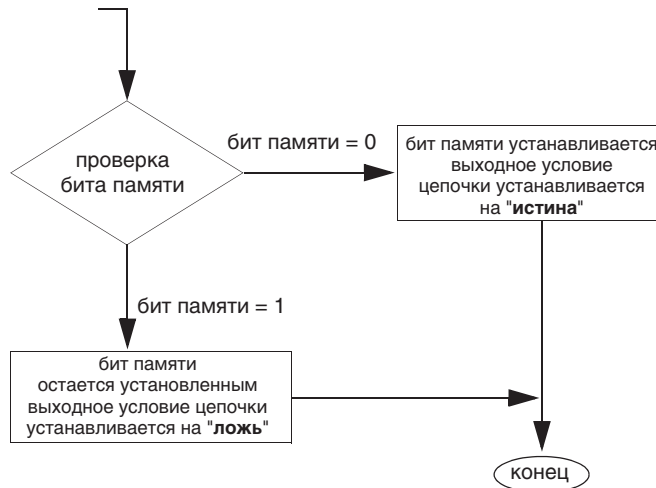 проверка
бита памяти
бит памяти = 0
бит памяти устанавливается
выходное условие
цепочки устанавливается
на "истина"
бит памяти = 1
бит памяти
остается установленным
выходное условие цепочки
устанавливается на "ложь"
конец